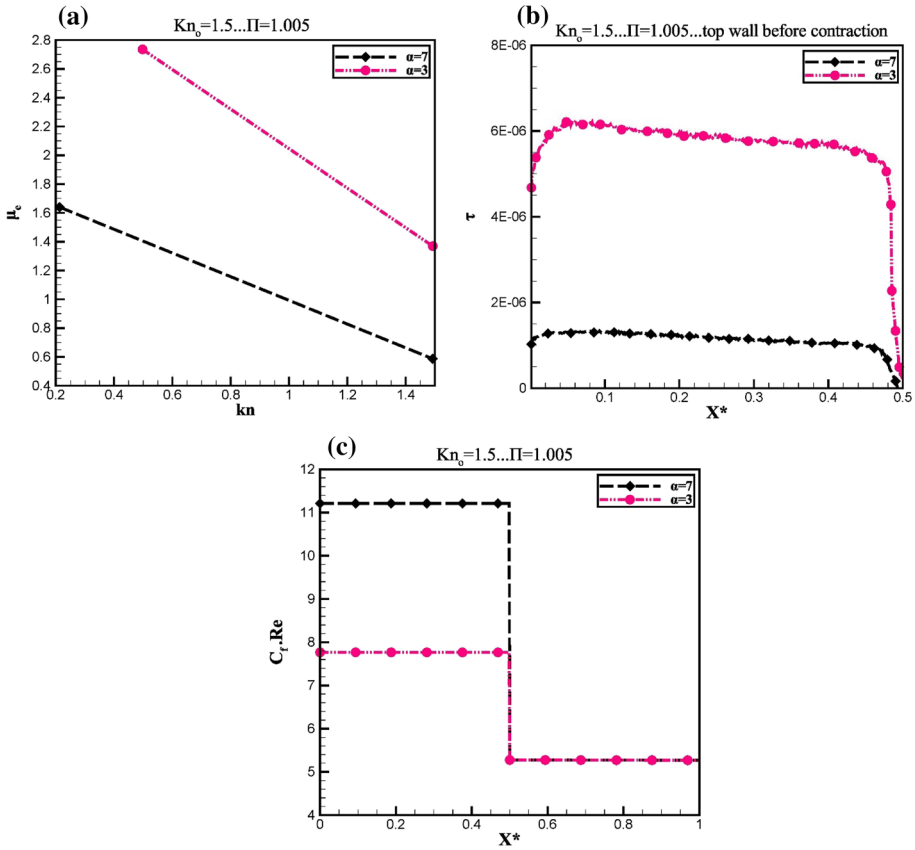 (a)
Kn₀=1.5...Π=1.005
2.8
2.6
2.4
2.2
2
1.8
1.6
1.4
1.2
1
0.8
0.6
0.4
μₑ
α=7
α=3
0.2
0.4
0.6
0.8
1
1.2
1.4
kn
(b)
Kn₀=1.5...Π=1.005...top wall before contraction
8E-06
6E-06
4E-06
2E-06
0
τ
α=7
α=3
0.1
0.2
0.3
0.4
0.5
X*
(c)
Kn₀=1.5...Π=1.005
12
11
10
9
8
7
6
5
4
C_f.Re
α=7
α=3
0
0.2
0.4
0.6
0.8
1
X*